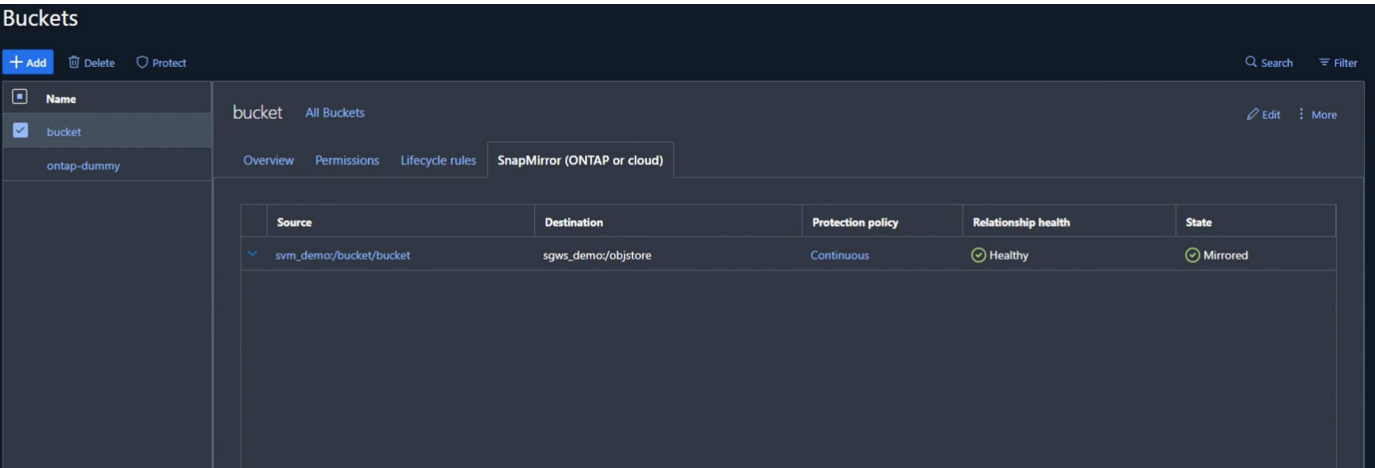 Buckets
+ Add Delete Protect Search Filter
Name
bucket All Buckets Edit More
bucket
ontap-dummy
Overview Permissions Lifecycle rules SnapMirror (ONTAP or cloud)
Source Destination Protection policy Relationship health State
svm_demo:/bucket/bucket sgws_demo:/objstore Continuous Healthy Mirrored